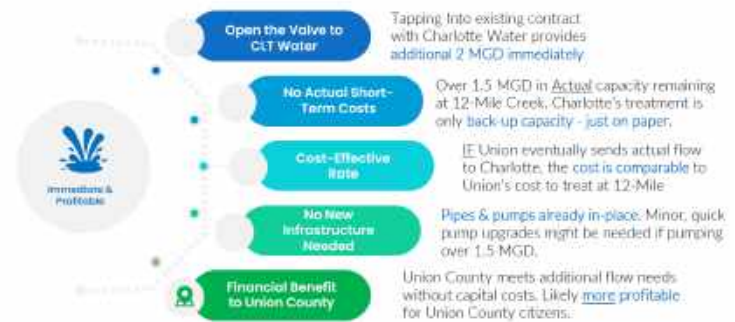 Immediate &
Profitable
Open the Valve to
CLT Water
Tapping Into existing contract
with Charlotte Water provides
additional 2 MGD immediately
No Actual Short-
Term Costs
Over 1.5 MGD in Actual capacity remaining
at 12-Mile Creek. Charlotte's treatment is
only back-up capacity - just on paper.
Cost-Effective
Rate
IF Union eventually sends actual flow
to Charlotte, the cost is comparable to
Union's cost to treat at 12-Mile
No New
Infrastructure
Needed
Pipes & pumps already in-place. Minor, quick
pump upgrades might be needed if pumping
over 1.5 MGD.
Financial Benefit
to Union County
Union County meets additional flow needs
without capital costs. Likely more profitable
for Union County citizens.